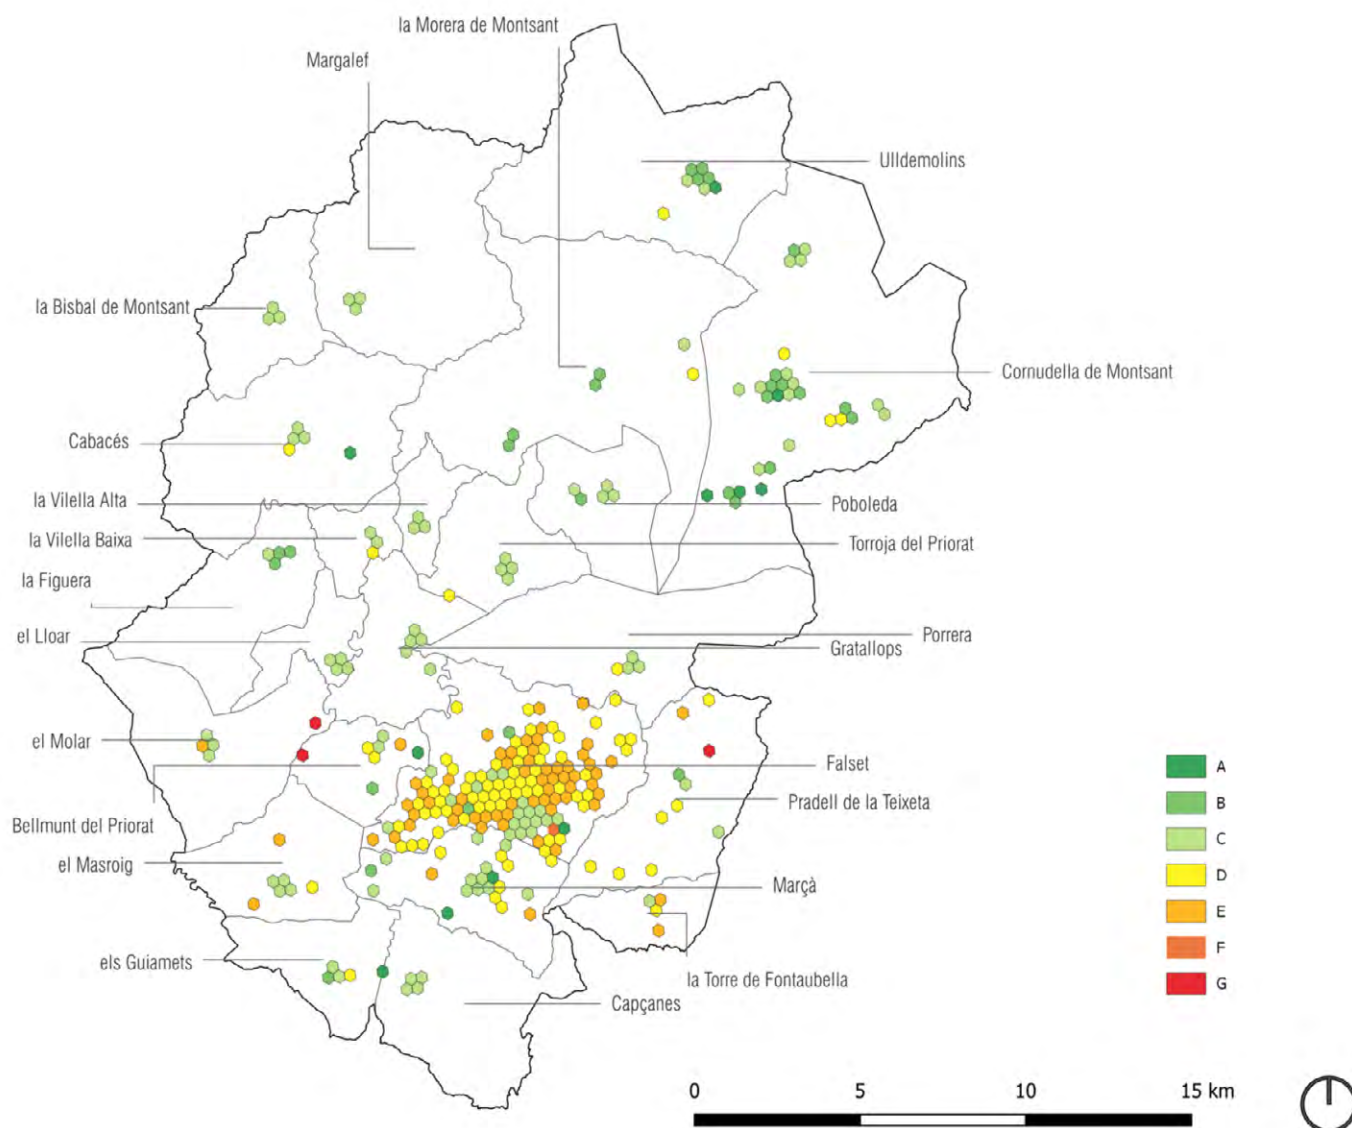 la Morera de Montsant
Margalef
Ulldemolins
la Bisbal de Montsant
Cornudella de Montsant
Cabacés
la Vilella Alta
Poboleda
la Vilella Baixa
Torroja del Priorat
la Figuera
el Lloar
Porrera
Gratallops
el Molar
Falset
A
Pradell de la Teixeta
B
Bellmunt del Priorat
C
el Masroig
D
Marçà
E
F
els Guiamets
la Torre de Fontaubella
G
Capçanes
0 5 10 15 km